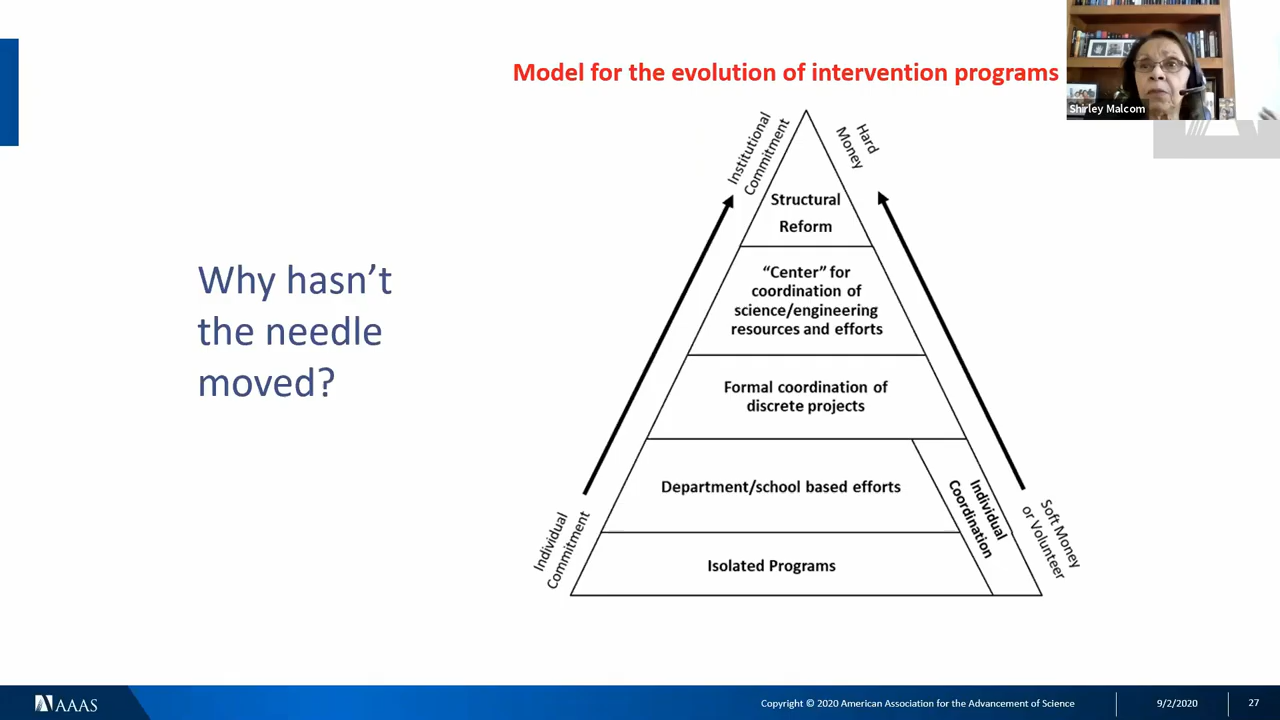 Model for the evolution of intervention programs
Shirley Malcom
Why hasn’t
the needle
moved?
Institutional
Commitment
Hard
Money
Structural
Reform
“Center” for
coordination of
science/engineering
resources and efforts
Formal coordination of
discrete projects
Department/school based efforts
Individual
Coordination
Isolated Programs
Individual
Commitment
Soft Money
or Volunteer
AAAS
Copyright © 2020 American Association for the Advancement of Science
9/2/2020
27